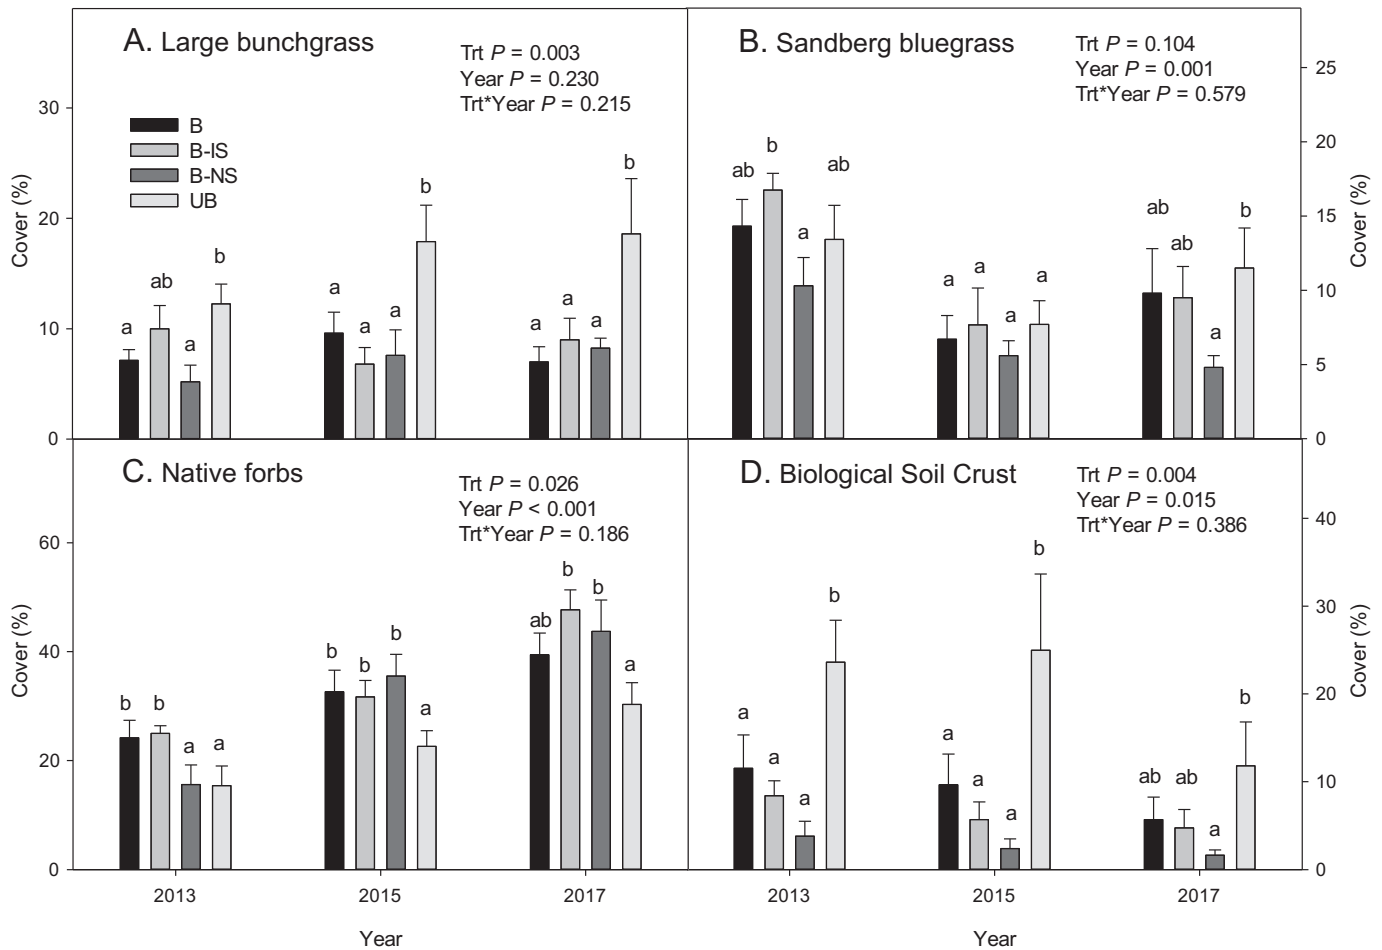 A. Large bunchgrass
Trt P = 0.003
Year P = 0.230
Trt*Year P = 0.215
B
B-IS
B-NS
UB
Cover (%)
30
20
10
0
a
ab
a
b
a
a
a
b
a
a
a
b
B. Sandberg bluegrass
Trt P = 0.104
Year P = 0.001
Trt*Year P = 0.579
ab
b
a
ab
a
a
a
a
ab
ab
a
b
25
20
15
10
5
0
Cover (%)
C. Native forbs
Trt P = 0.026
Year P < 0.001
Trt*Year P = 0.186
Cover (%)
60
40
20
0
b
b
a
a
b
b
b
a
ab
b
b
a
2013
2015
2017
Year
D. Biological Soil Crust
Trt P = 0.004
Year P = 0.015
Trt*Year P = 0.386
a
a
a
b
a
a
a
b
ab
ab
a
b
40
30
20
10
0
Cover (%)
2013
2015
2017
Year